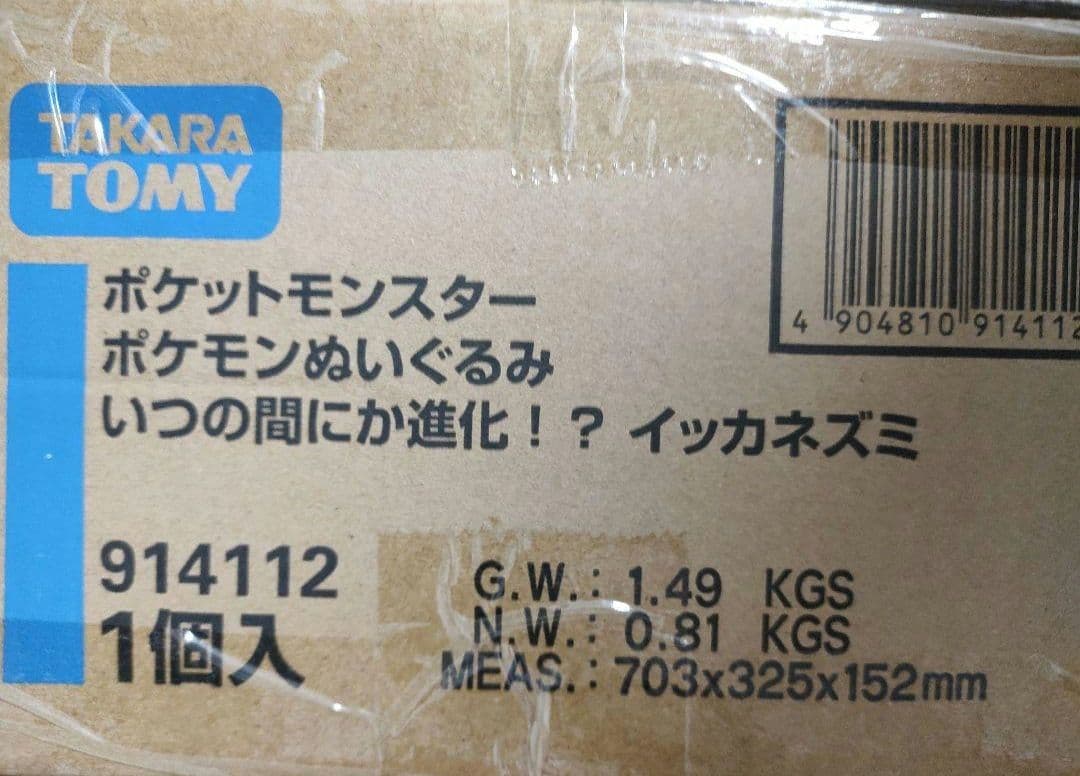 TAKARA
TOMY
4 904810 914112
ポケットモンスター
ポケモンぬいぐるみ
いつの間にか進化！？ イッカネズミ
914112
1個入
G.W.: 1.49 KGS
N.W.: 0.81 KGS
MEAS.: 703x325x152mm